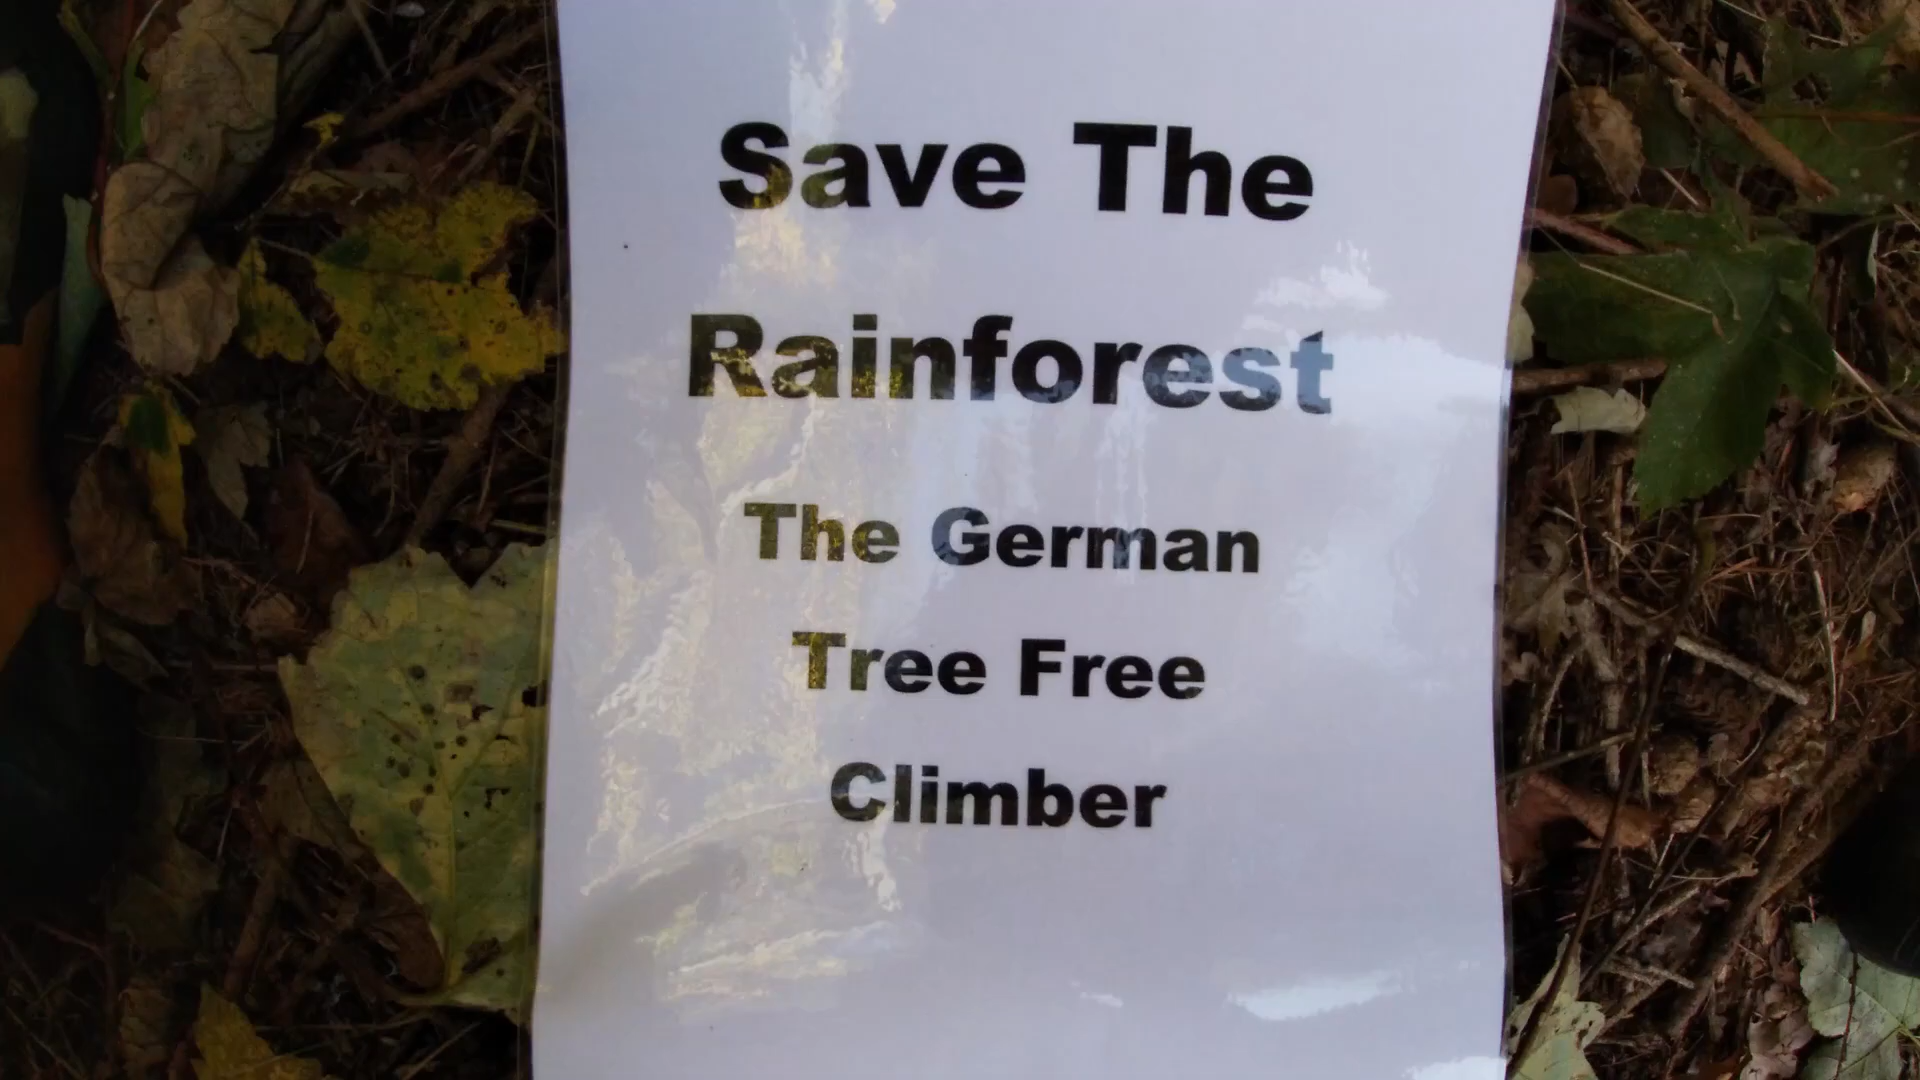 Save The
Rainforest
The German
Tree Free
Climber